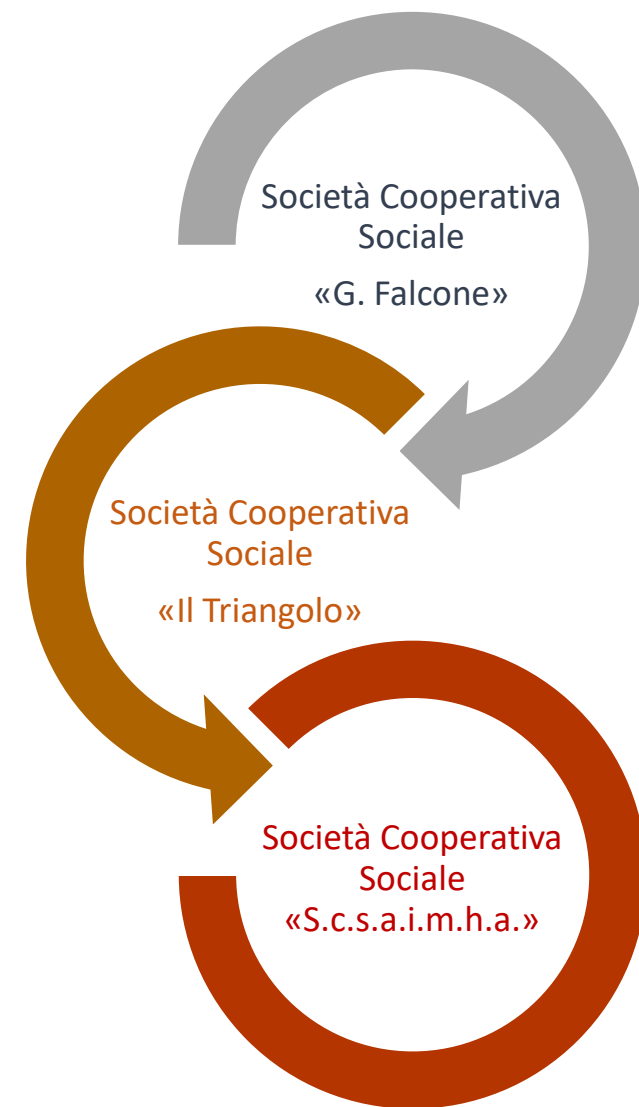 Società Cooperativa
Sociale
«G. Falcone»
Società Cooperativa
Sociale
«Il Triangolo»
Società Cooperativa
Sociale
«S.c.s.a.i.m.h.a.»